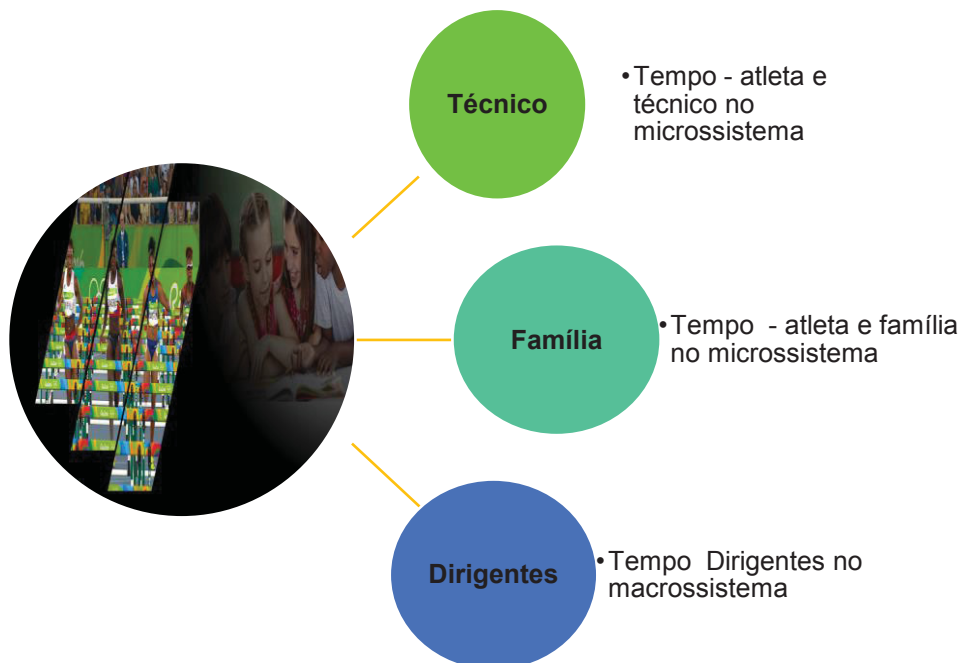 Técnico
•Tempo - atleta e
técnico no
microssistema
Família
•Tempo - atleta e família
no microssistema
Dirigentes
•Tempo Dirigentes no
macrossistema